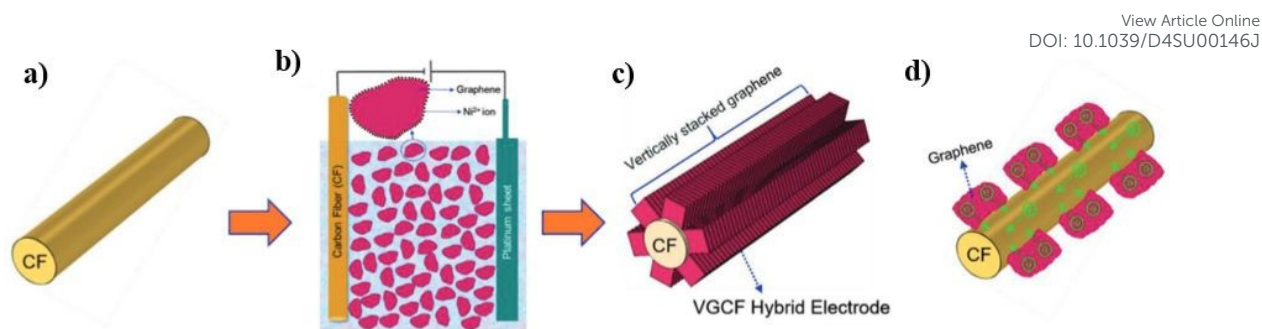 View Article Online
DOI: 10.1039/D4SU00146J
a)
CF
b)
Graphene
Ni²⁺ ion
Carbon Fiber (CF)
Platinum sheet
c)
Vertically stacked graphene
CF
VGCF Hybrid Electrode
d)
Graphene
CF